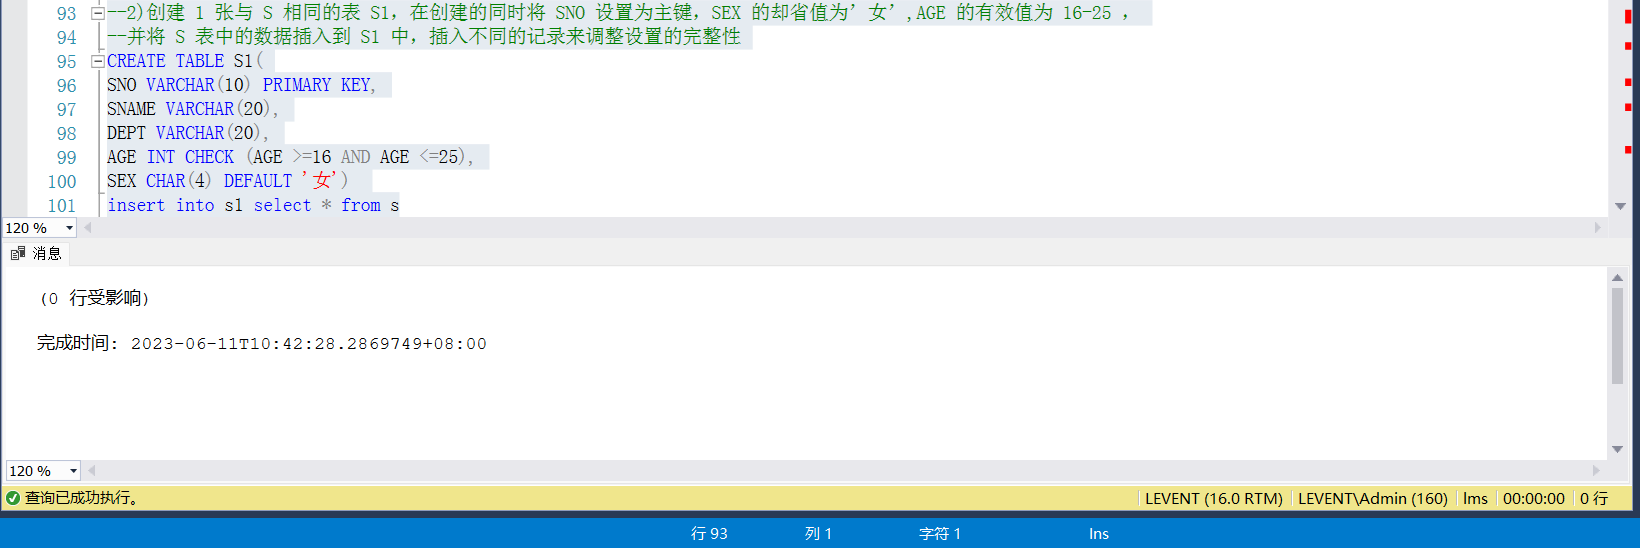 93 --2)创建 1 张与 S 相同的表 S1，在创建的同时将 SNO 设置为主键，SEX 的却省值为’女’,AGE 的有效值为 16-25 ，
94 --并将 S 表中的数据插入到 S1 中，插入不同的记录来调整设置的完整性
95 CREATE TABLE S1(
96 SNO VARCHAR(10) PRIMARY KEY,
97 SNAME VARCHAR(20),
98 DEPT VARCHAR(20),
99 AGE INT CHECK (AGE >=16 AND AGE <=25),
100 SEX CHAR(4) DEFAULT '女')
101 insert into s1 select * from s
120 %
消息
(0 行受影响)
完成时间: 2023-06-11T10:42:28.2869749+08:00
120 %
查询已成功执行。 LEVENT (16.0 RTM) LEVENT\Admin (160) lms 00:00:00 0 行
行 93 列 1 字符 1 Ins